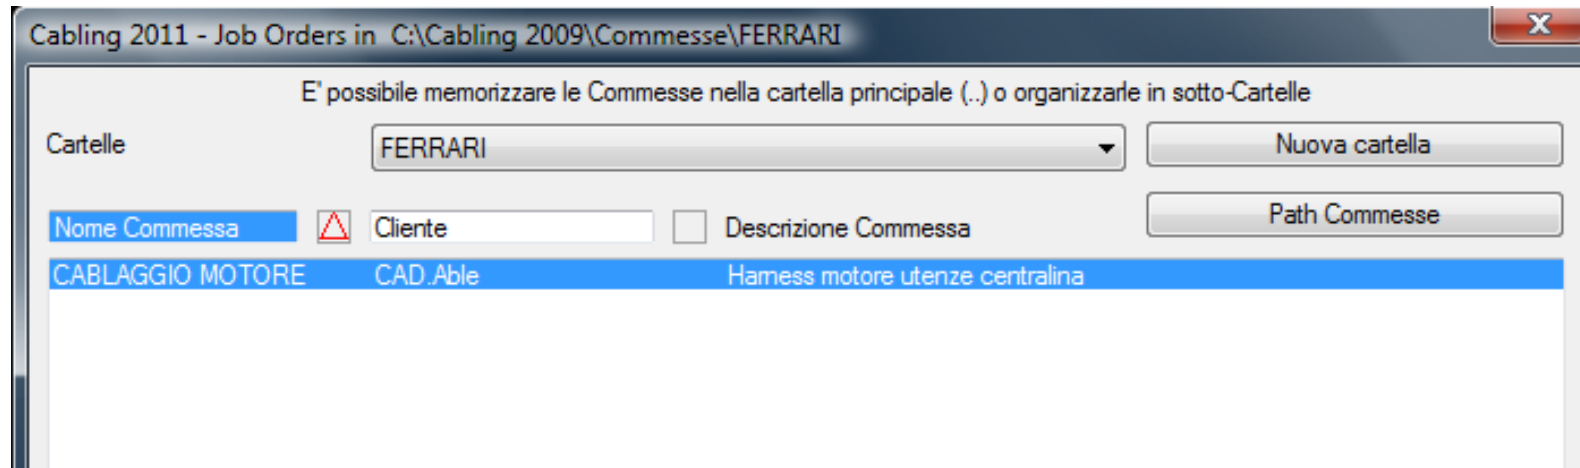 Cabling 2011 - Job Orders in C:\Cabling 2009\Commesse\FERRARI
E' possibile memorizzare le Commesse nella cartella principale (..) o organizzarle in sotto-Cartelle
Cartelle FERRARI Nuova cartella
Path Commesse
Nome Commessa Cliente Descrizione Commessa
CABLAGGIO MOTORE CAD.Able Harness motore utenze centralina